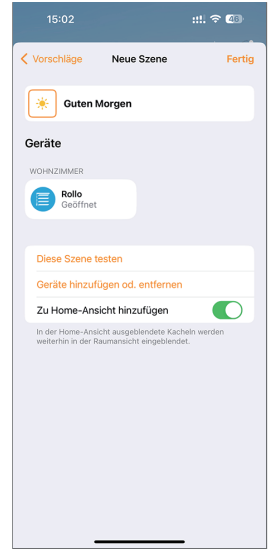 15:02
48
Vorschläge
Neue Szene
Fertig
Guten Morgen
Geräte
WOHNZIMMER
Rollo
Geöffnet
Diese Szene testen
Geräte hinzufügen od. entfernen
Zu Home-Ansicht hinzufügen
In der Home-Ansicht ausgeblendete Kacheln werden
weiterhin in der Raumansicht eingeblendet.